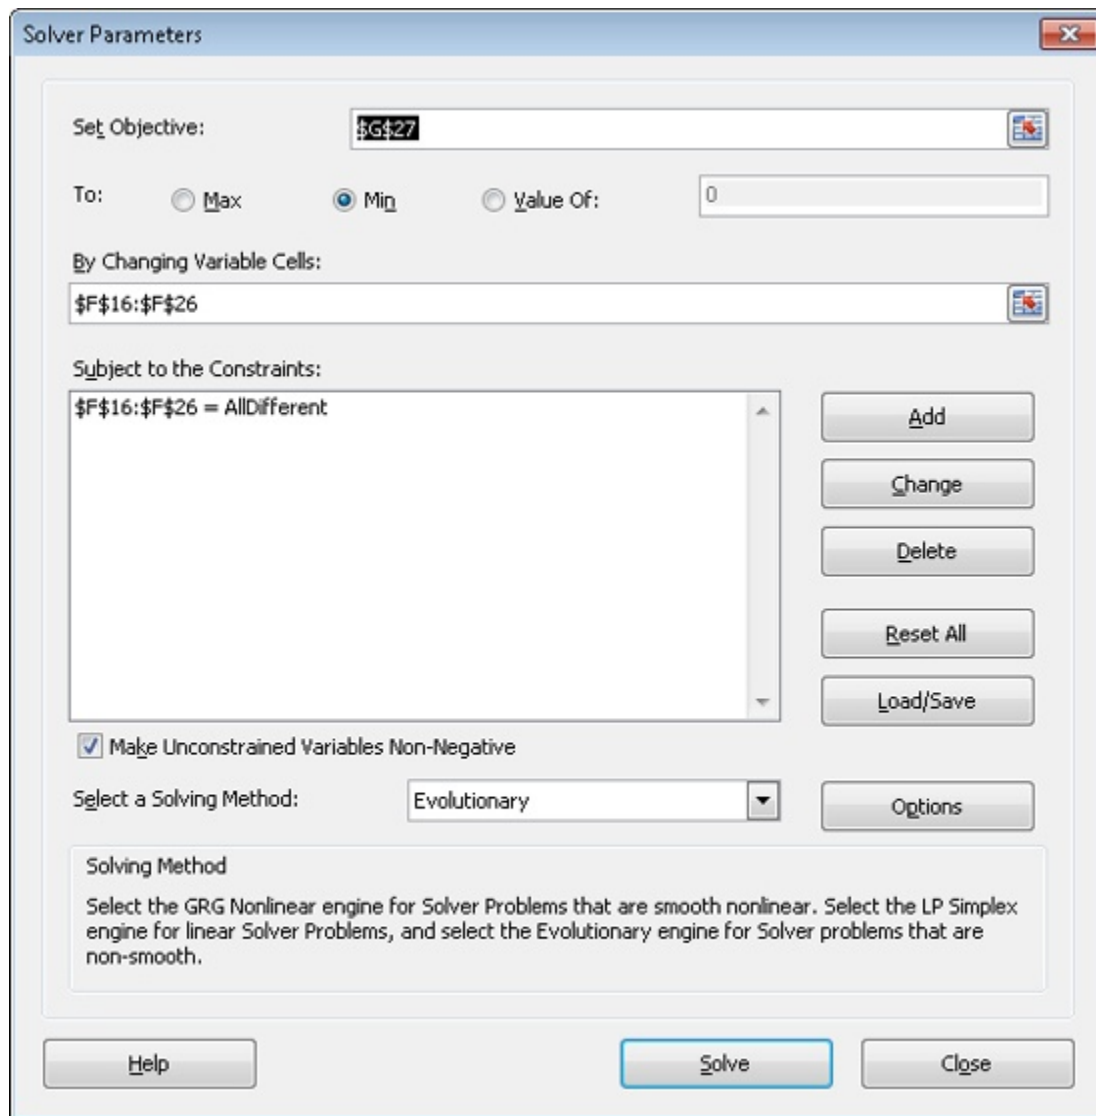 Solver Parameters
Set Objective:
$G$27
To:
Max
Min
Value Of:
0
By Changing Variable Cells:
$F$16:$F$26
Subject to the Constraints:
$F$16:$F$26 = AllDifferent
Add
Change
Delete
Reset All
Load/Save
Make Unconstrained Variables Non-Negative
Select a Solving Method:
Evolutionary
Options
Solving Method
Select the GRG Nonlinear engine for Solver Problems that are smooth nonlinear. Select the LP Simplex
engine for linear Solver Problems, and select the Evolutionary engine for Solver problems that are
non-smooth.
Help
Solve
Close